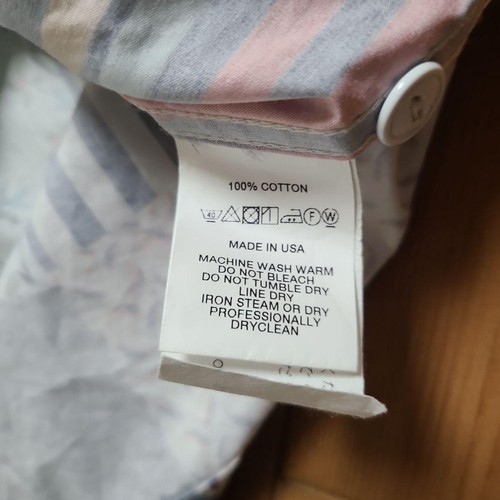 100% COTTON
40 F W
MADE IN USA
MACHINE WASH WARM
DO NOT BLEACH
DO NOT TUMBLE DRY
LINE DRY
IRON STEAM OR DRY
PROFESSIONALLY
DRYCLEAN